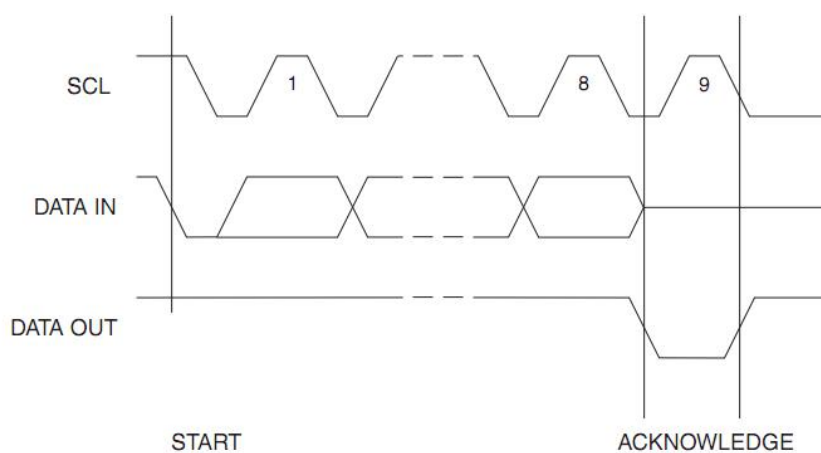 SCL
1
8
9
DATA IN
DATA OUT
START
ACKNOWLEDGE